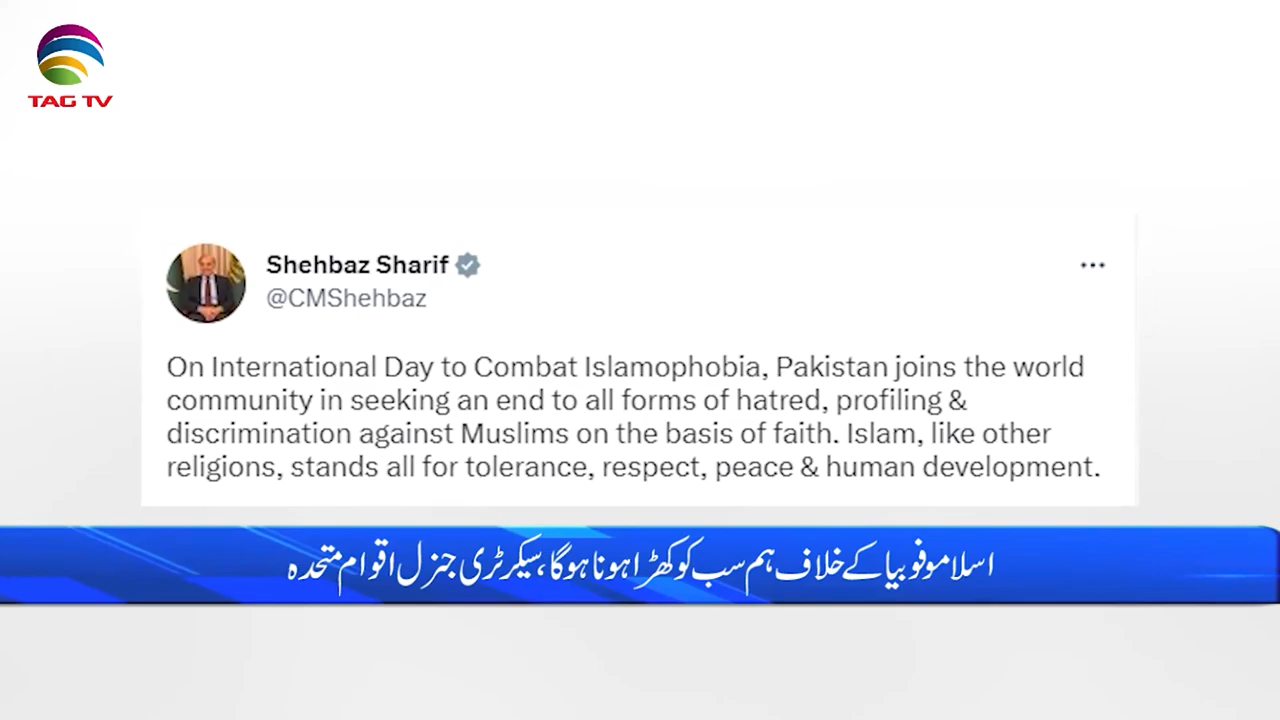 TAG TV
Shehbaz Sharif
@CMShehbaz
On International Day to Combat Islamophobia, Pakistan joins the world
community in seeking an end to all forms of hatred, profiling &
discrimination against Muslims on the basis of faith. Islam, like other
religions, stands all for tolerance, respect, peace & human development.
اسلاموفوبیا کے خلاف ہم سب کو کھڑا ہونا ہوگا، سیکرٹری جنرل اقوام متحدہ